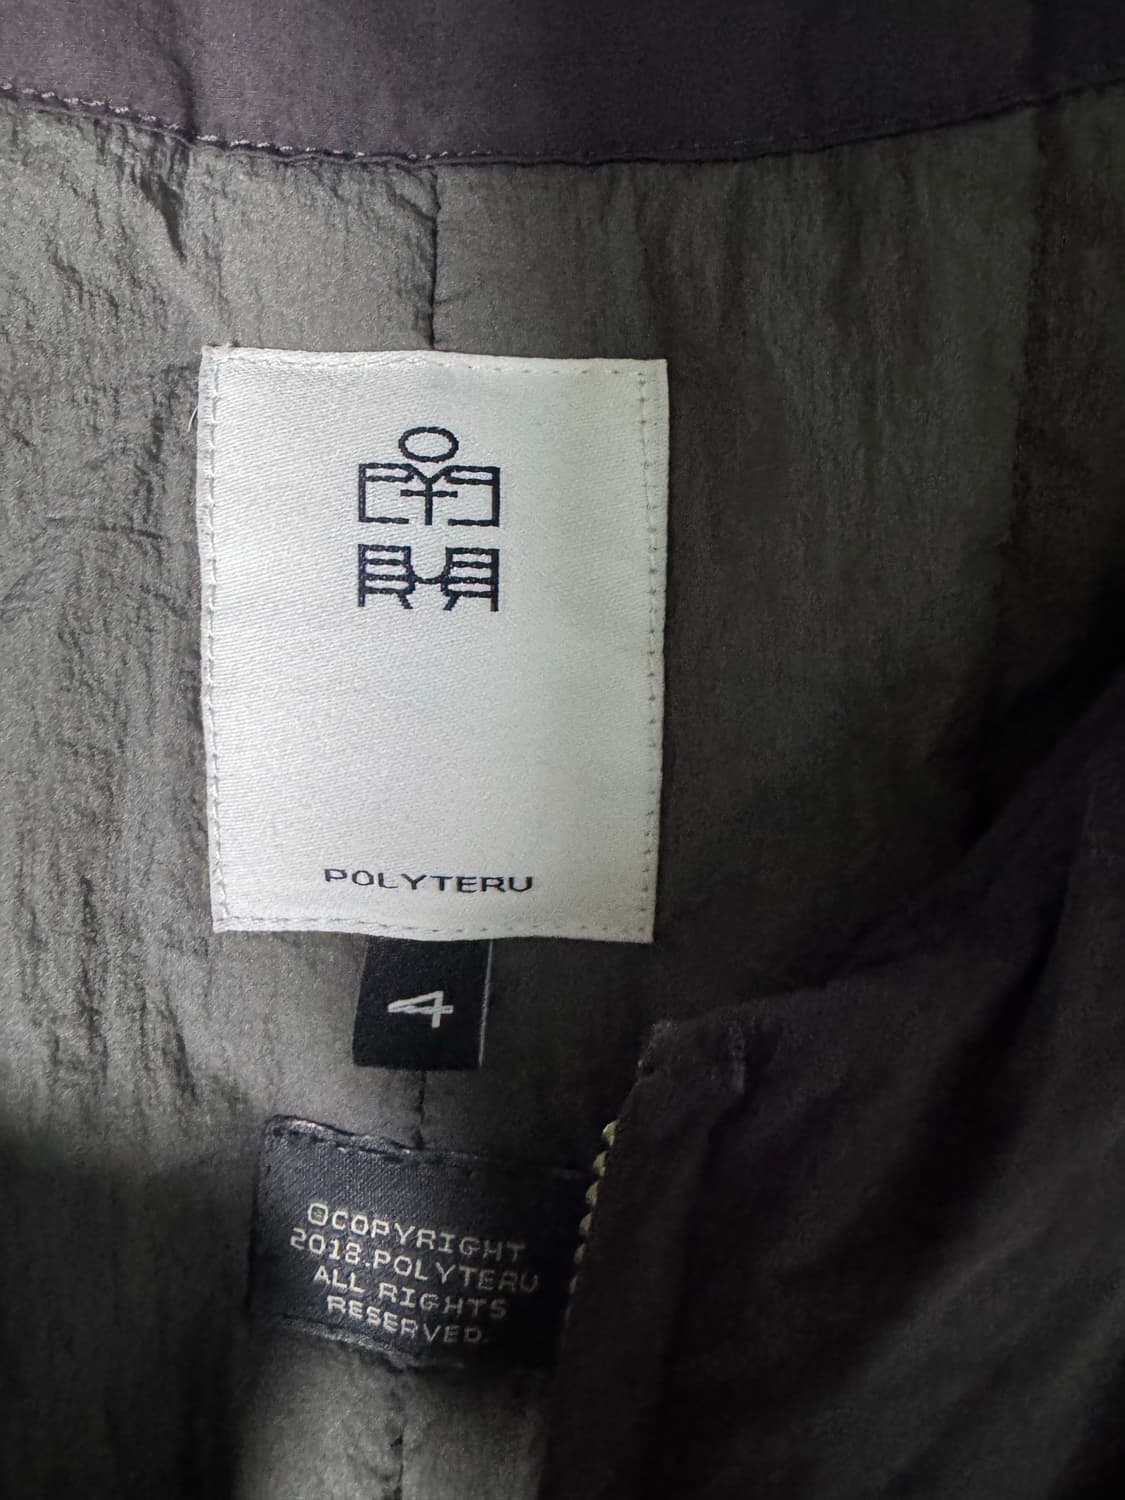 POLYTERU
4
©COPYRIGHT
2018.POLYTERU
ALL RIGHTS
RESERVED.